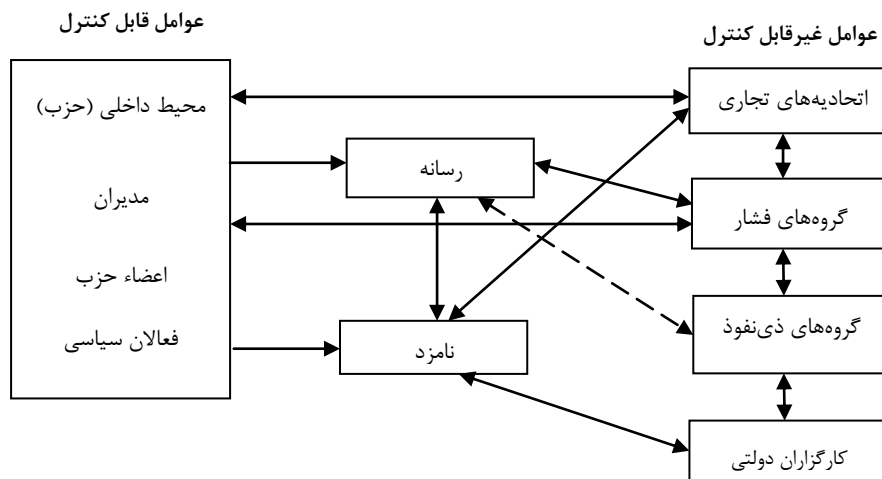 عوامل غیرقابل کنترل
عوامل قابل کنترل
اتحادیه‌های تجاری
محیط داخلی (حزب)
رسانه
مدیران
گروه‌های فشار
اعضاء حزب
گروه‌های ذی‌نفوذ
نامزد
فعالان سیاسی
کارگزاران دولتی